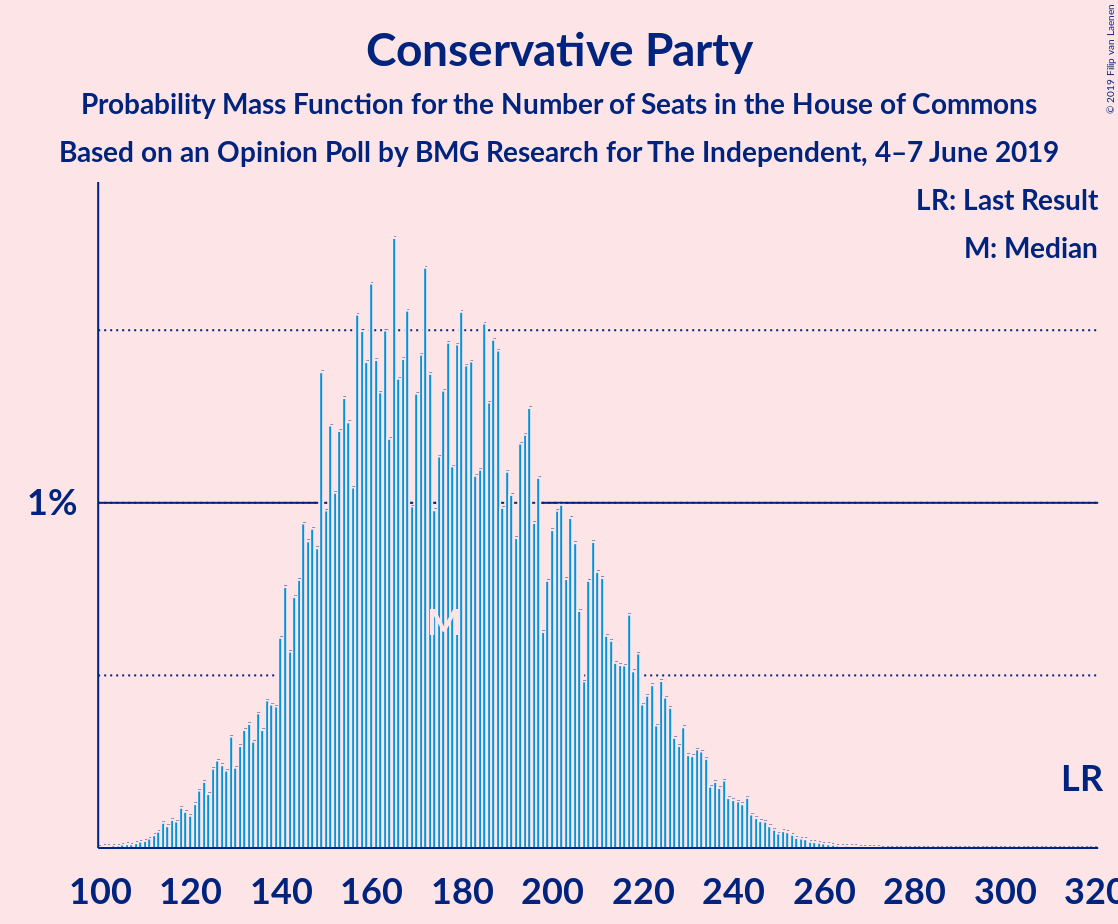 Conservative Party
Probability Mass Function for the Number of Seats in the House of Commons
Based on an Opinion Poll by BMG Research for The Independent, 4–7 June 2019
© 2019 Filip van Laenen
LR: Last Result
M: Median
1%
M
LR
100 120 140 160 180 200 220 240 260 280 300 320